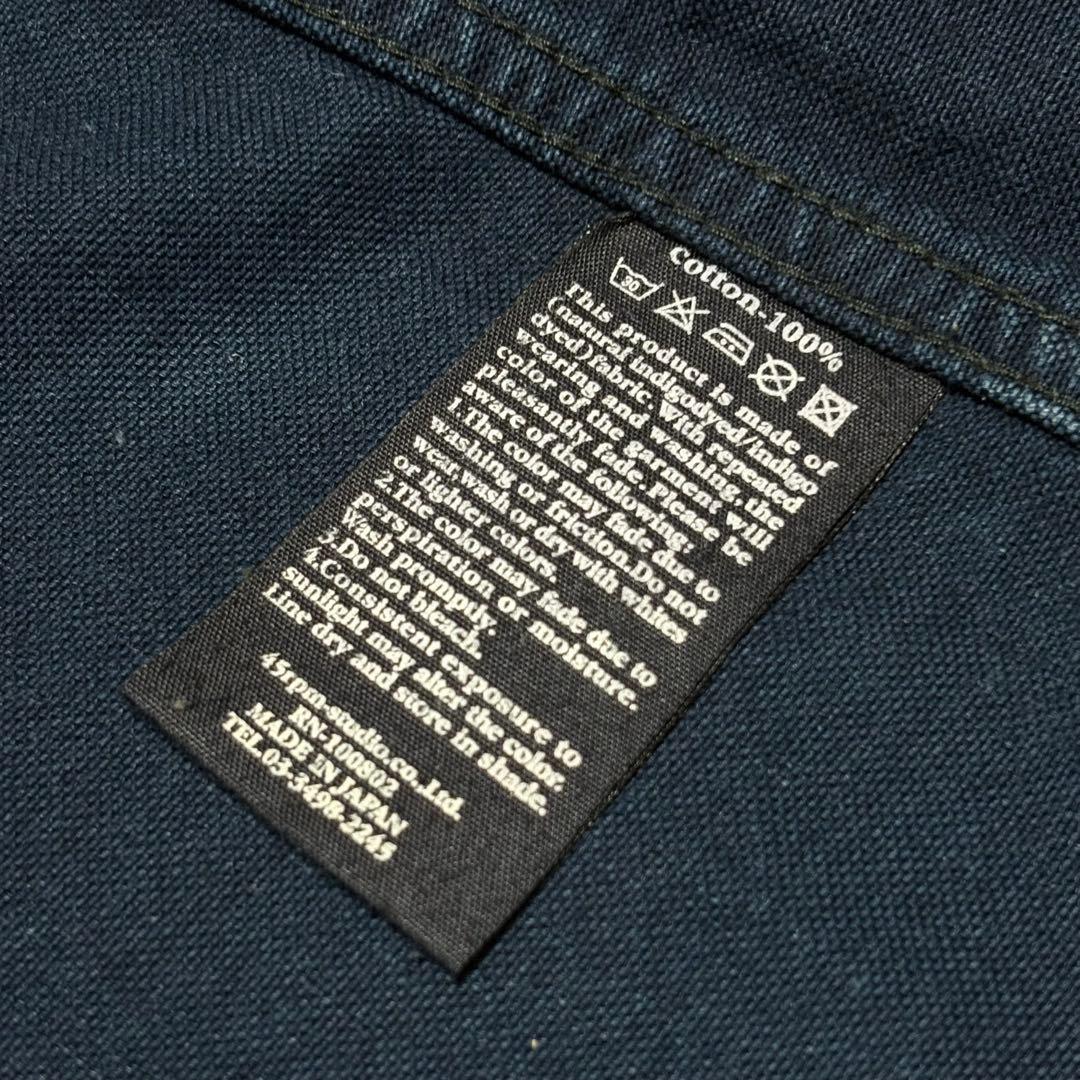 cotton-100%
30
This product is made of
(natural indigodyed/indigo
dyed)fabric. With repeated
wearing and washing, the
color of the garment will
pleasantly fade. Please be
aware of the following:
1.The color may fade due to
washing or friction. Do not
wear, wash or dry with whites
or lighter colors.
2.The color may fade due to
perspiration or moisture.
Wash promptly.
3.Do not bleach.
4.Consistent exposure to
sunlight may alter the color.
Line dry and store in shade.
45rpm-studio.co.,Ltd.
RN:100802
MADE IN JAPAN
TEL.03-3498-2245